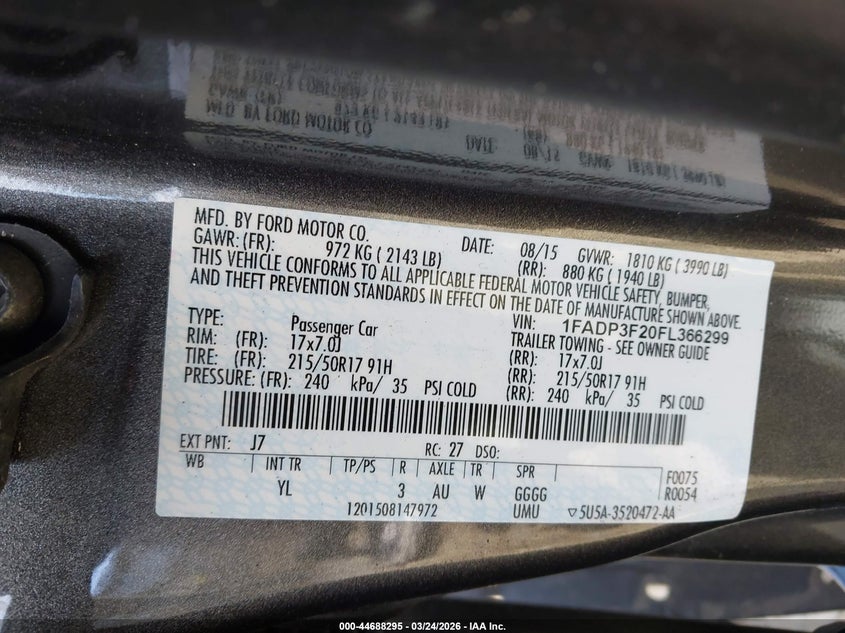 MFD. BY FORD MOTOR CO. DATE: 08/15 GVWR: 1810 KG ( 3990 LB)
GAWR: (FR): 972 KG ( 2143 LB) (RR): 880 KG ( 1940 LB)
THIS VEHICLE CONFORMS TO ALL APPLICABLE FEDERAL MOTOR VEHICLE SAFETY, BUMPER,
AND THEFT PREVENTION STANDARDS IN EFFECT ON THE DATE OF MANUFACTURE SHOWN ABOVE.
VIN: 1FADP3F20FL366299
TYPE: Passenger Car TRAILER TOWING - SEE OWNER GUIDE
RIM: (FR): 17x7.0J (RR): 17x7.0J
TIRE: (FR): 215/50R17 91H (RR): 215/50R17 91H
PRESSURE: (FR): 240 kPa/ 35 PSI COLD (RR): 240 kPa/ 35 PSI COLD
EXT PNT: J7 RC: 27 DSO:
WB INT TR TP/PS R AXLE TR SPR F0075
YL 3 AU W GGGG R0054
1201508147972 UMU ▽5U5A-3520472-AA
000-44688295 - 03/24/2026 - IAA Inc.